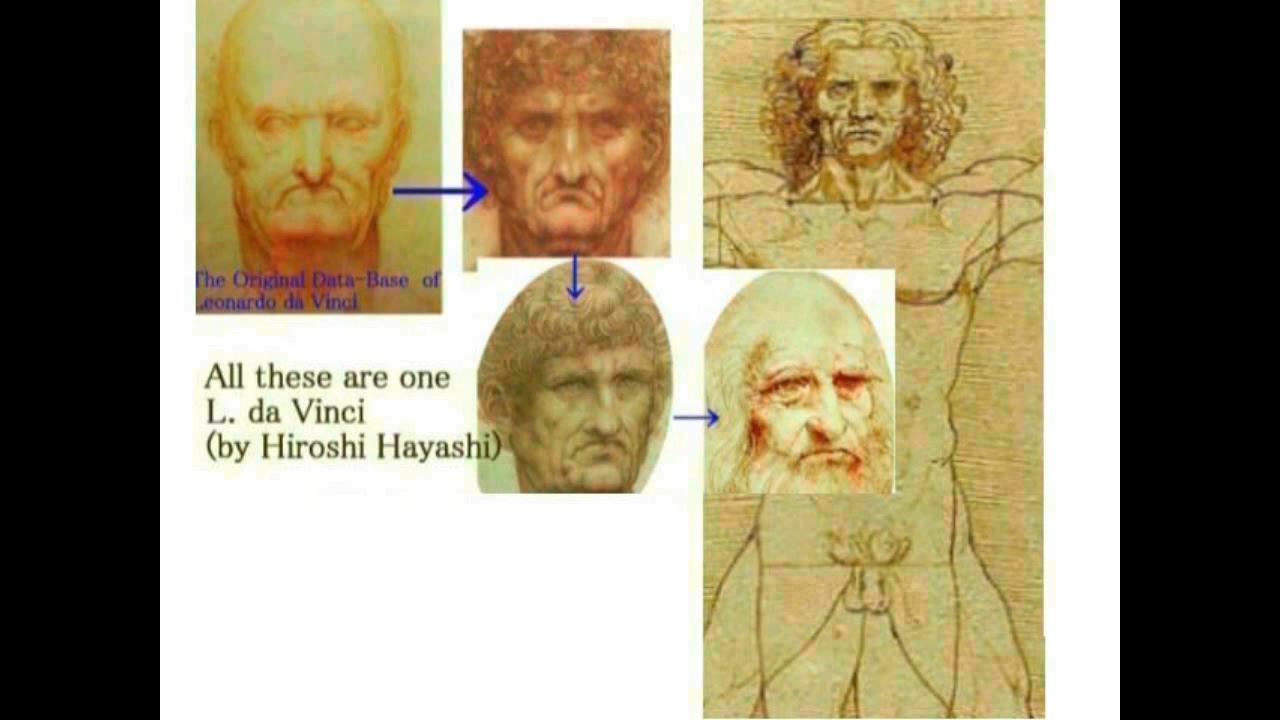 The Original Data-Base of
Leonardo da Vinci
All these are one
L. da Vinci
(by Hiroshi Hayashi)